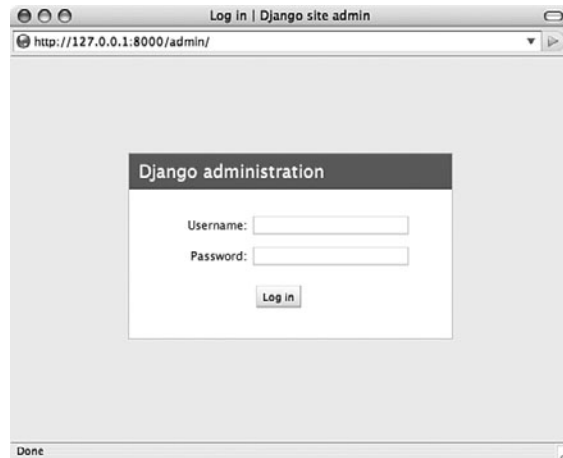 Log in | Django site admin
http://127.0.0.1:8000/admin/
Django administration
Username:
Password:
Log in
Done